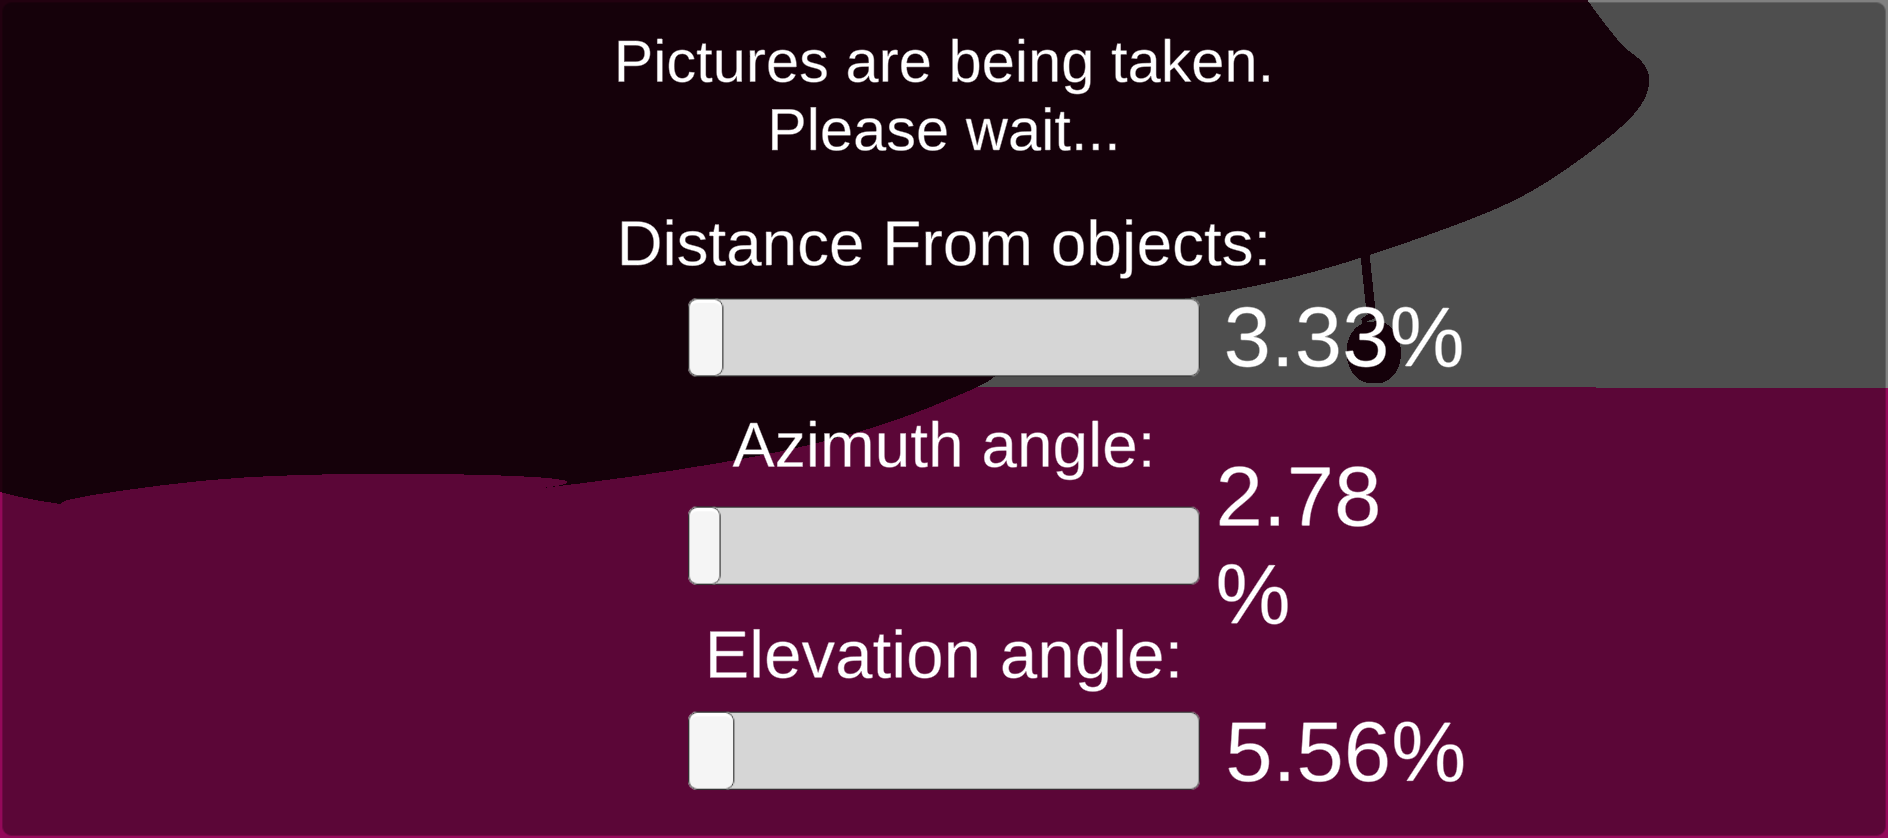 Pictures are being taken.
Please wait...
Distance From objects:
3.33%
Azimuth angle:
2.78
%
Elevation angle:
5.56%